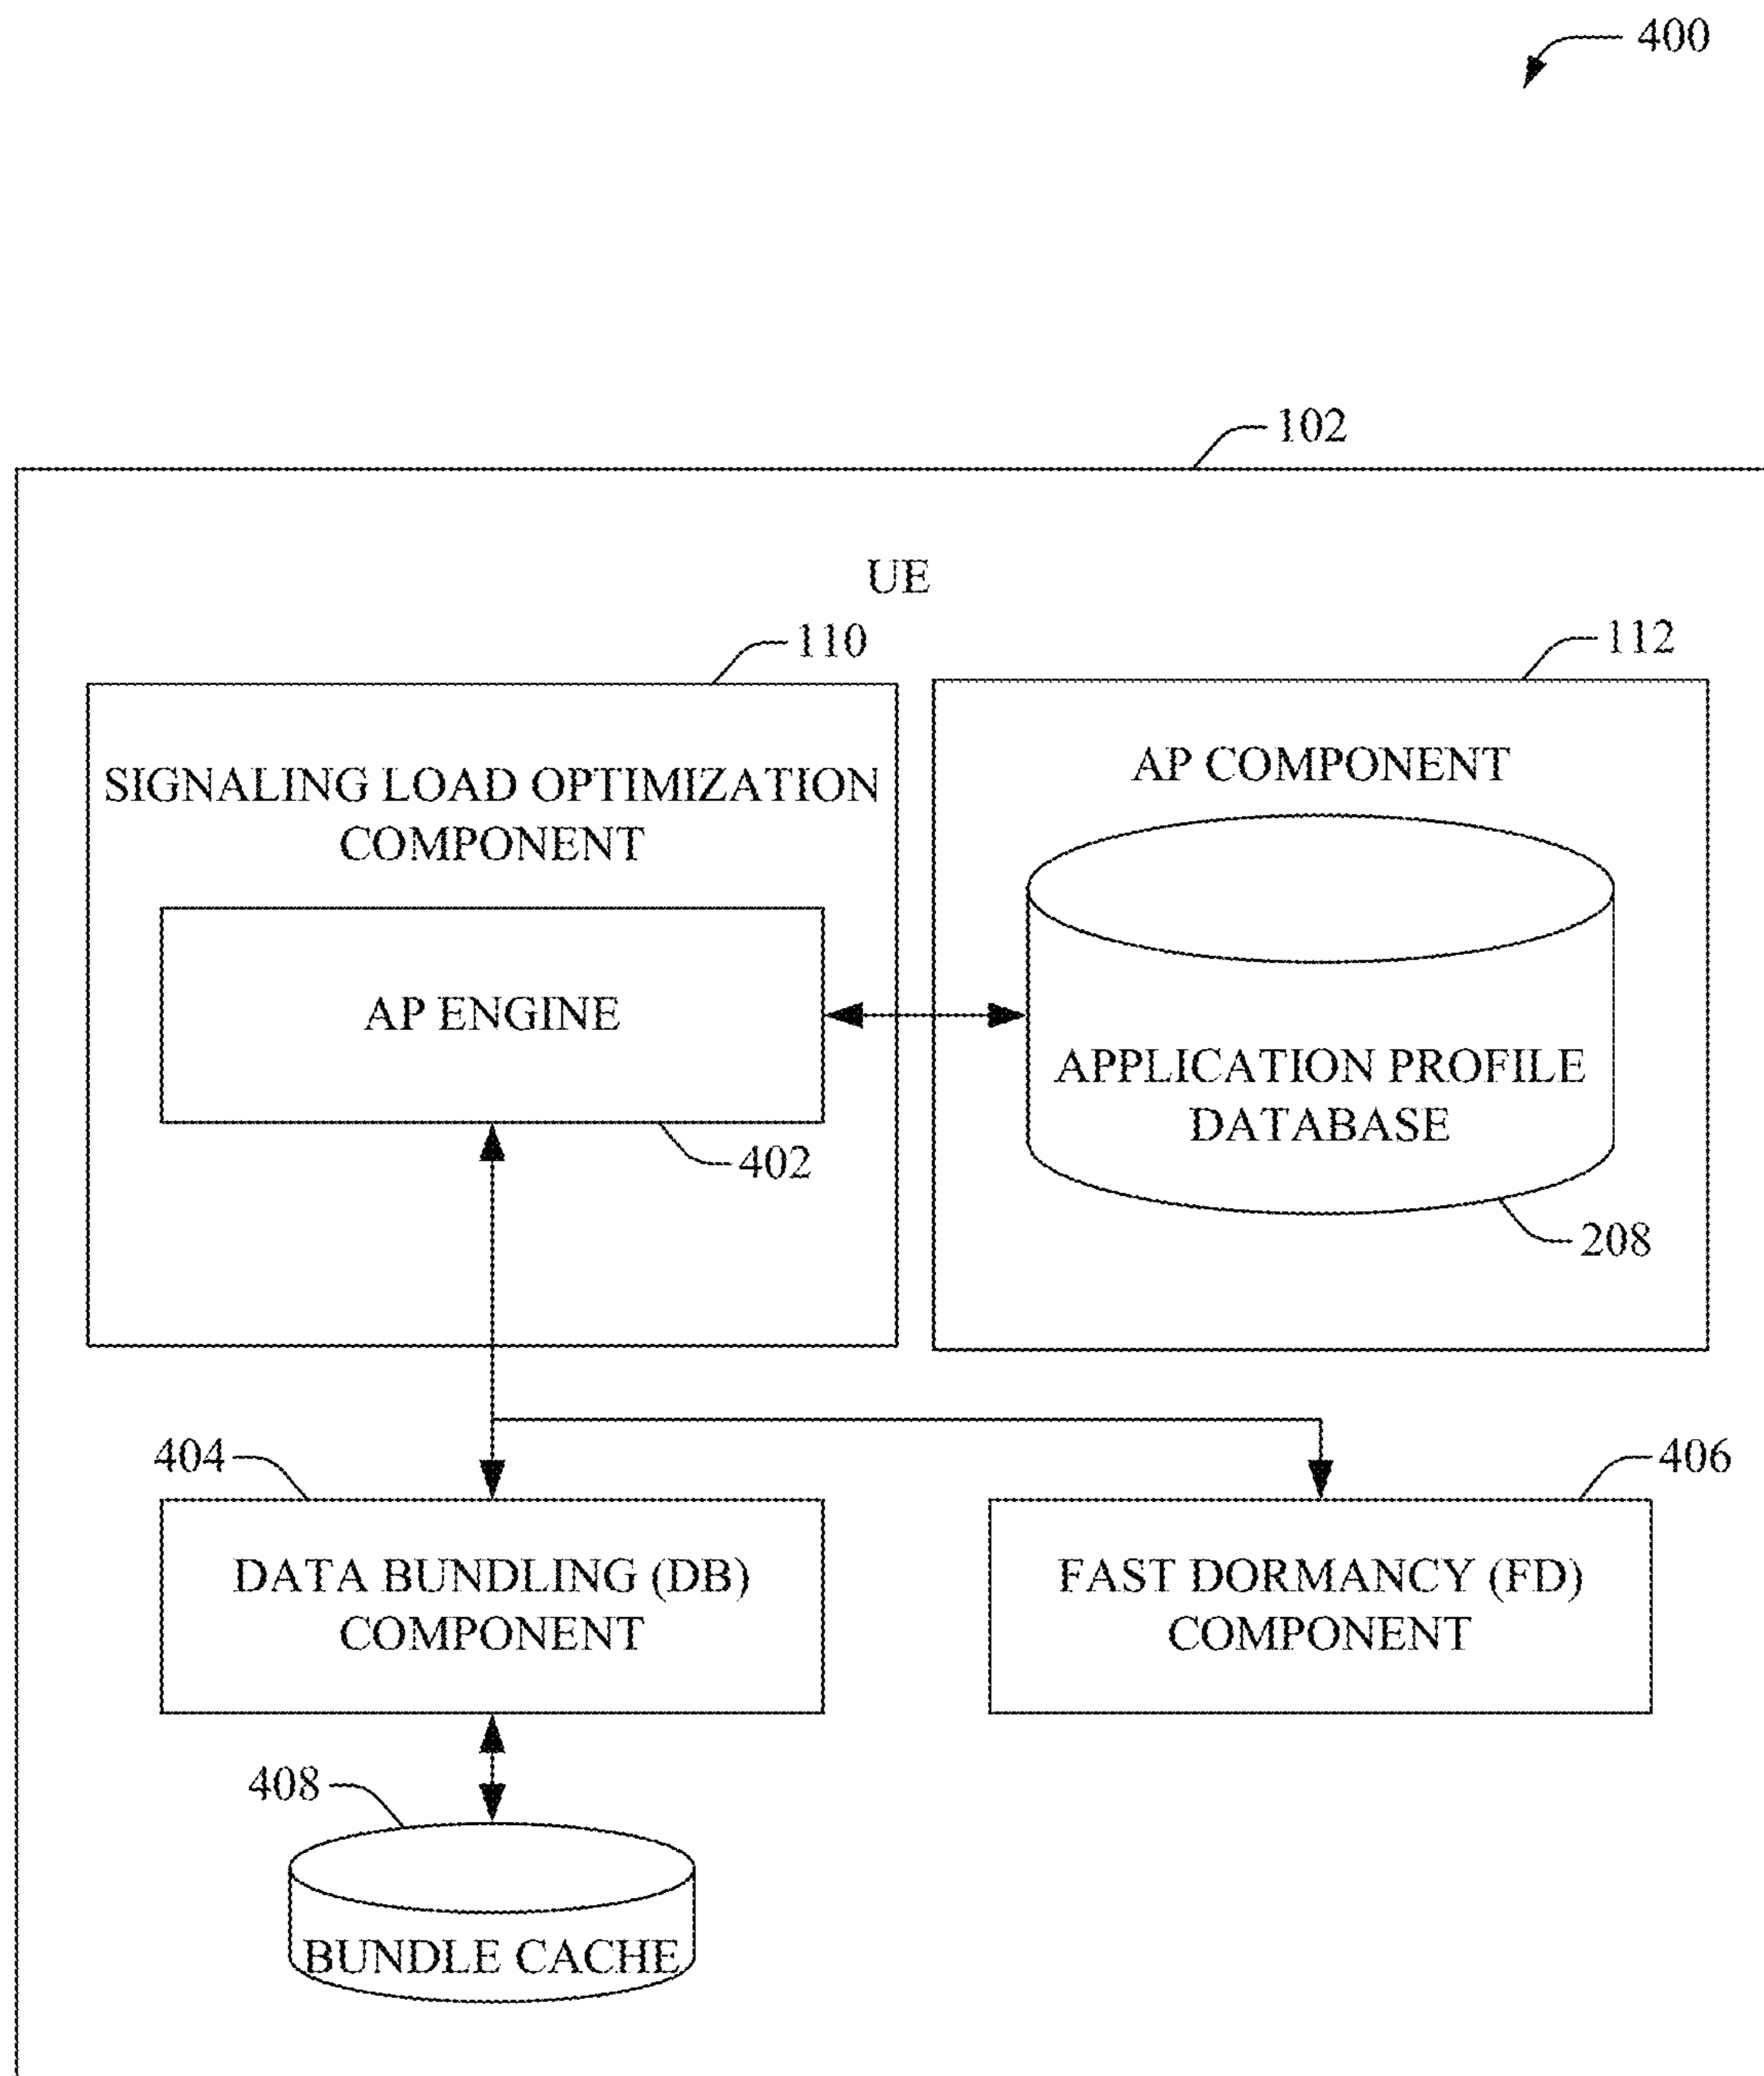 400
102
UE
110
112
SIGNALING LOAD OPTIMIZATION
COMPONENT
AP COMPONENT
AP ENGINE
APPLICATION PROFILE
DATABASE
402
208
404
406
DATA BUNDLING (DB)
COMPONENT
FAST DORMANCY (FD)
COMPONENT
408
BUNDLE CACHE